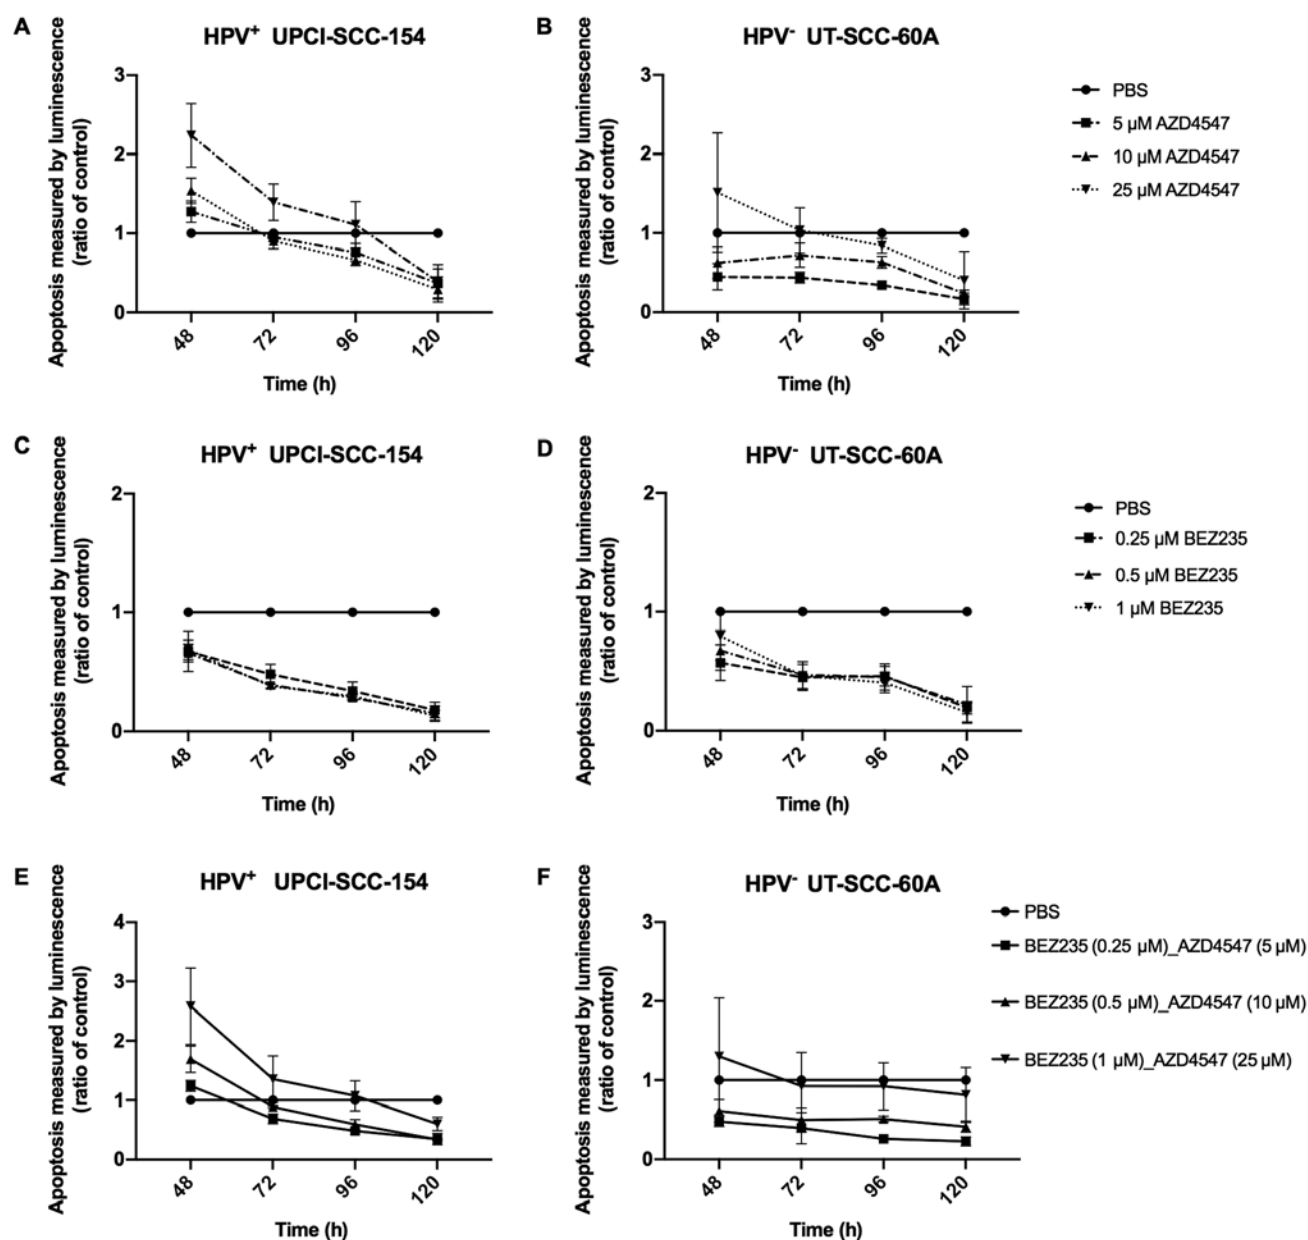 A
HPV+ UPCI-SCC-154
Apoptosis measured by luminescence
(ratio of control)
3
2
1
0
48
72
96
120
Time (h)
B
HPV- UT-SCC-60A
Apoptosis measured by luminescence
(ratio of control)
3
2
1
0
48
72
96
120
Time (h)
PBS
5 µM AZD4547
10 µM AZD4547
25 µM AZD4547
C
HPV+ UPCI-SCC-154
Apoptosis measured by luminescence
(ratio of control)
2
1
0
48
72
96
120
Time (h)
D
HPV- UT-SCC-60A
Apoptosis measured by luminescence
(ratio of control)
2
1
0
48
72
96
120
Time (h)
PBS
0.25 µM BEZ235
0.5 µM BEZ235
1 µM BEZ235
E
HPV+ UPCI-SCC-154
Apoptosis measured by luminescence
(ratio of control)
4
3
2
1
0
48
72
96
120
Time (h)
F
HPV- UT-SCC-60A
Apoptosis measured by luminescence
(ratio of control)
3
2
1
0
48
72
96
120
Time (h)
PBS
BEZ235 (0.25 µM)_AZD4547 (5 µM)
BEZ235 (0.5 µM)_AZD4547 (10 µM)
BEZ235 (1 µM)_AZD4547 (25 µM)